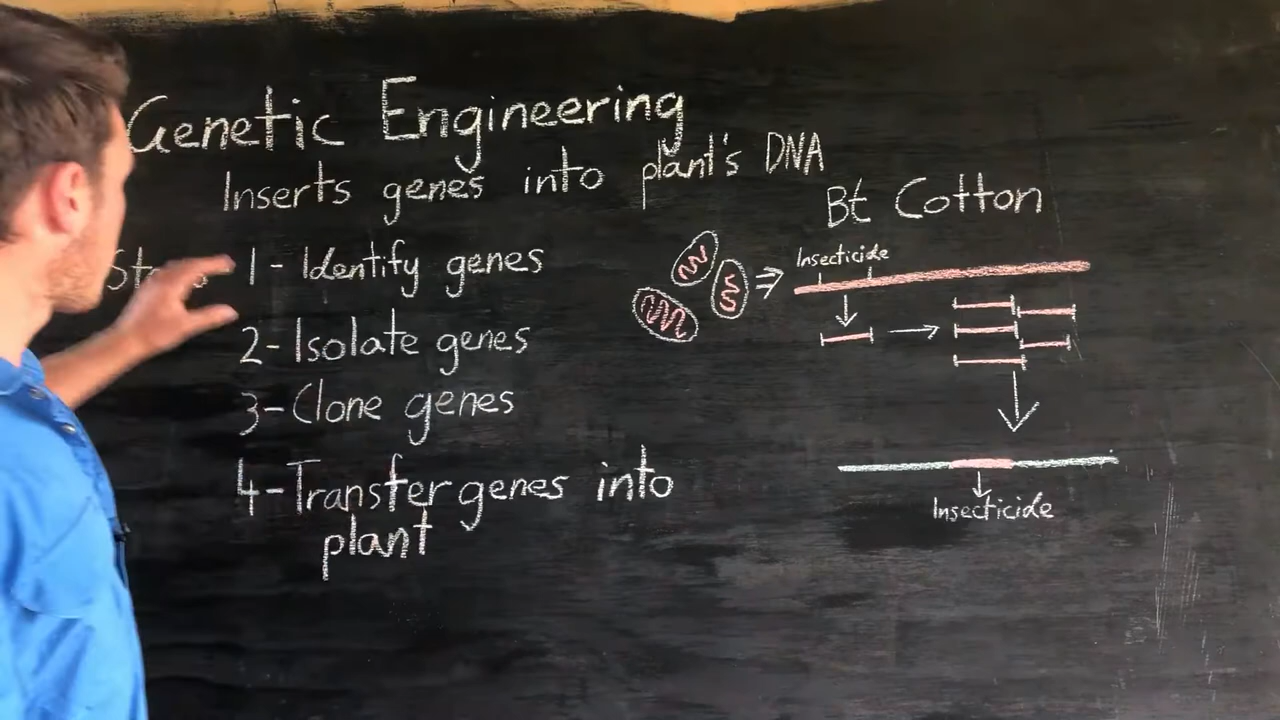 Genetic Engineering
Inserts genes into plant's DNA
1 - Identify genes
2 - Isolate genes
3 - Clone genes
4 - Transfer genes into
plant
Bt Cotton
Insecticide
Insecticide